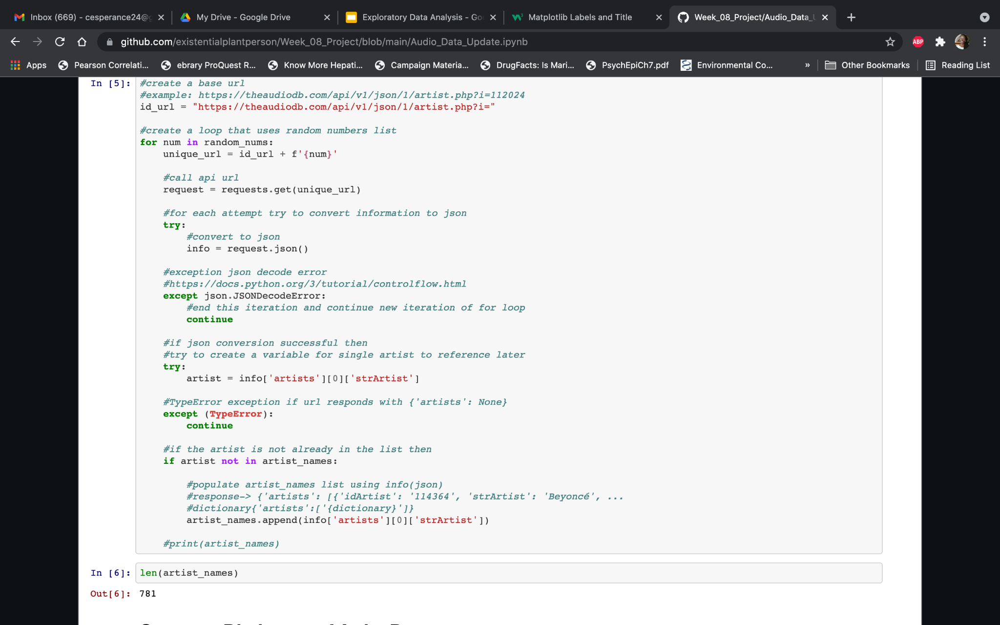 Inbox (669) - cesperance24@g
My Drive - Google Drive
Exploratory Data Analysis - Goo
Matplotlib Labels and Title
Week_08_Project/Audio_Data_U
github.com/existentialplantperson/Week_08_Project/blob/main/Audio_Data_Update.ipynb
ABP
Apps
Pearson Correlati...
ebrary ProQuest R...
Know More Hepati...
Campaign Materia...
DrugFacts: Is Mari...
PsychEpiCh7.pdf
Environmental Co...
»
Other Bookmarks
Reading List
In [5]: #create a base url
#example: https://theaudiodb.com/api/v1/json/1/artist.php?i=112024
id_url = "https://theaudiodb.com/api/v1/json/1/artist.php?i="
#create a loop that uses random numbers list
for num in random_nums:
unique_url = id_url + f'{num}'
#call api url
request = requests.get(unique_url)
#for each attempt try to convert information to json
try:
#convert to json
info = request.json()
#exception json decode error
#https://docs.python.org/3/tutorial/controlflow.html
except json.JSONDecodeError:
#end this iteration and continue new iteration of for loop
continue
#if json conversion successful then
#try to create a variable for single artist to reference later
try:
artist = info['artists'][0]['strArtist']
#TypeError exception if url responds with {'artists': None}
except (TypeError):
continue
#if the artist is not already in the list then
if artist not in artist_names:
#populate artist_names list using info(json)
#response-> {'artists': [{'idArtist': '114364', 'strArtist': 'Beyoncé', ...
#dictionary{'artists':['{dictionary}']}
artist_names.append(info['artists'][0]['strArtist'])
#print(artist_names)
In [6]: len(artist_names)
Out[6]: 781